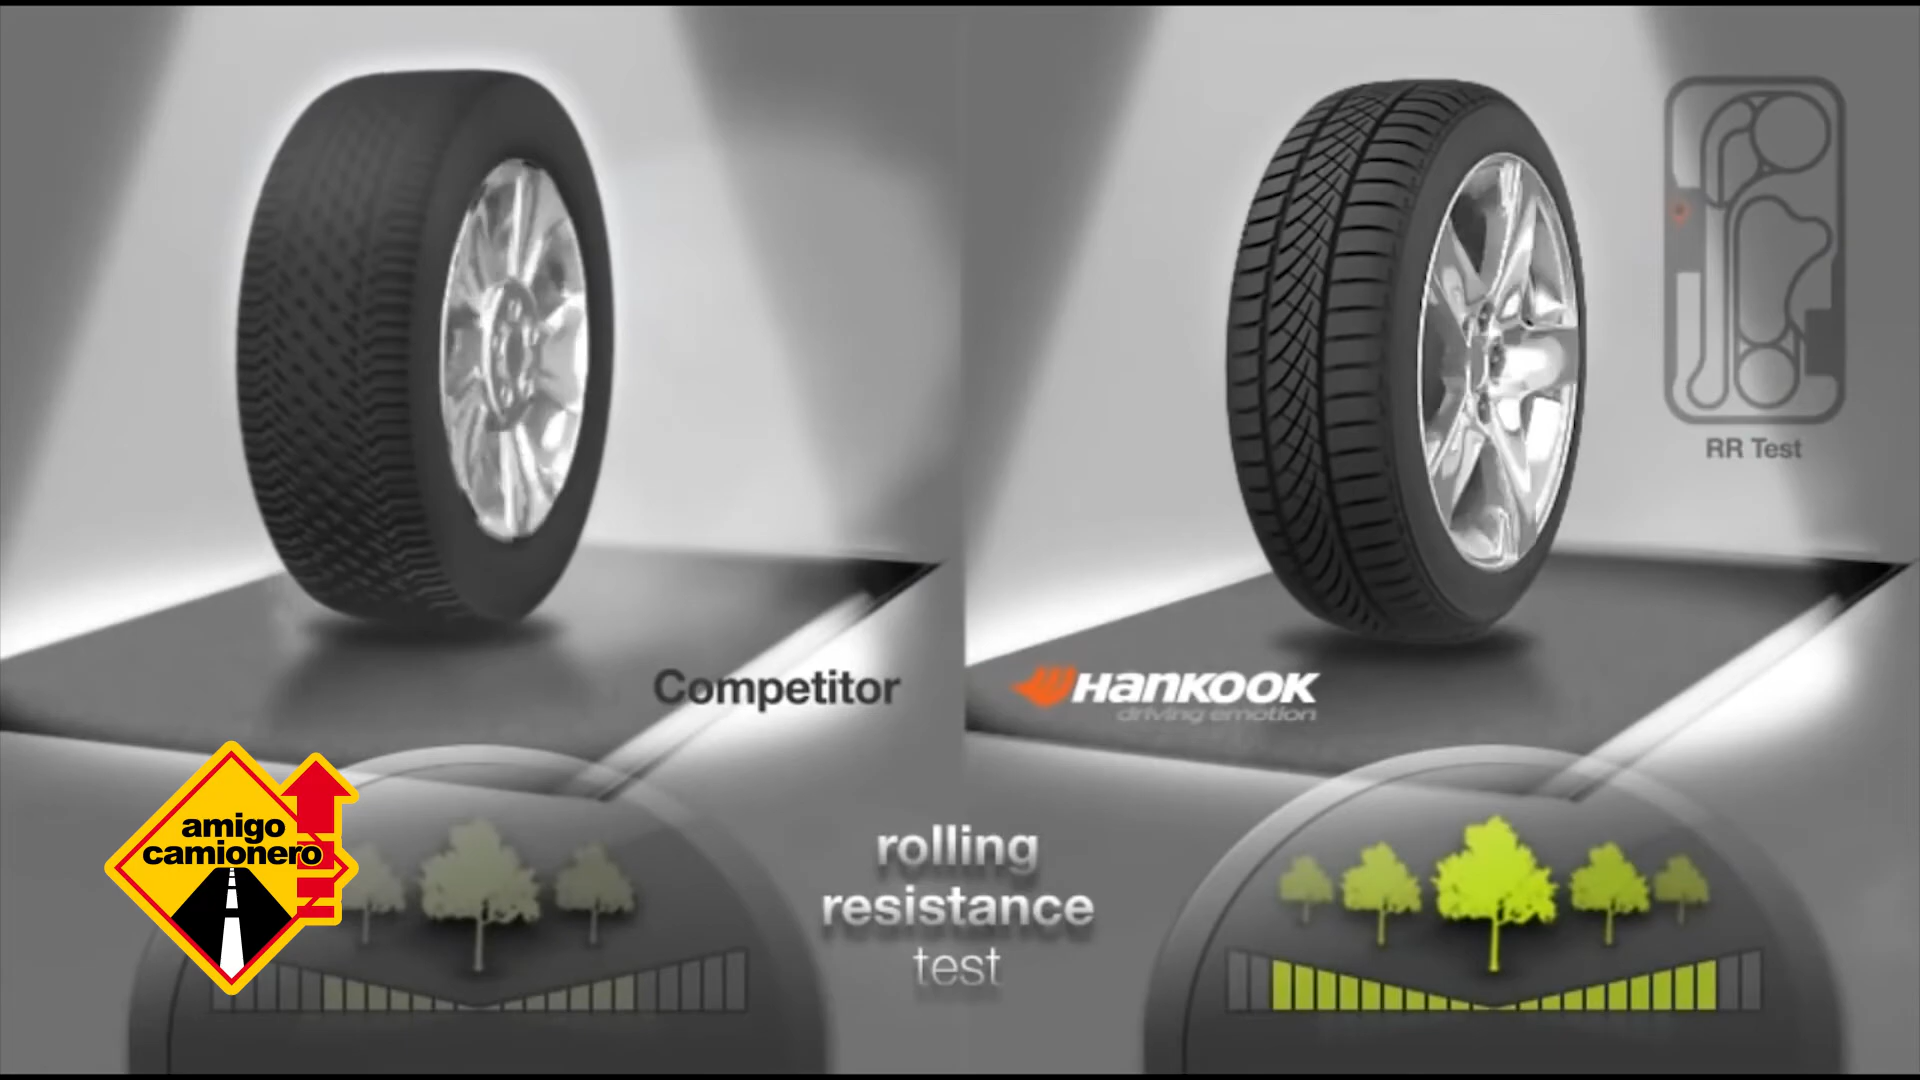 RR Test
Competitor
HANKOOK
driving emotion
amigo
camionero
rolling
resistance
test